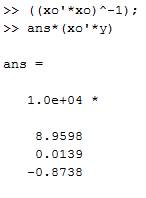 >> ((xo'*xo)^-1);
>> ans*(xo'*y)
ans =
1.0e+04 *
8.9598
0.0139
-0.8738